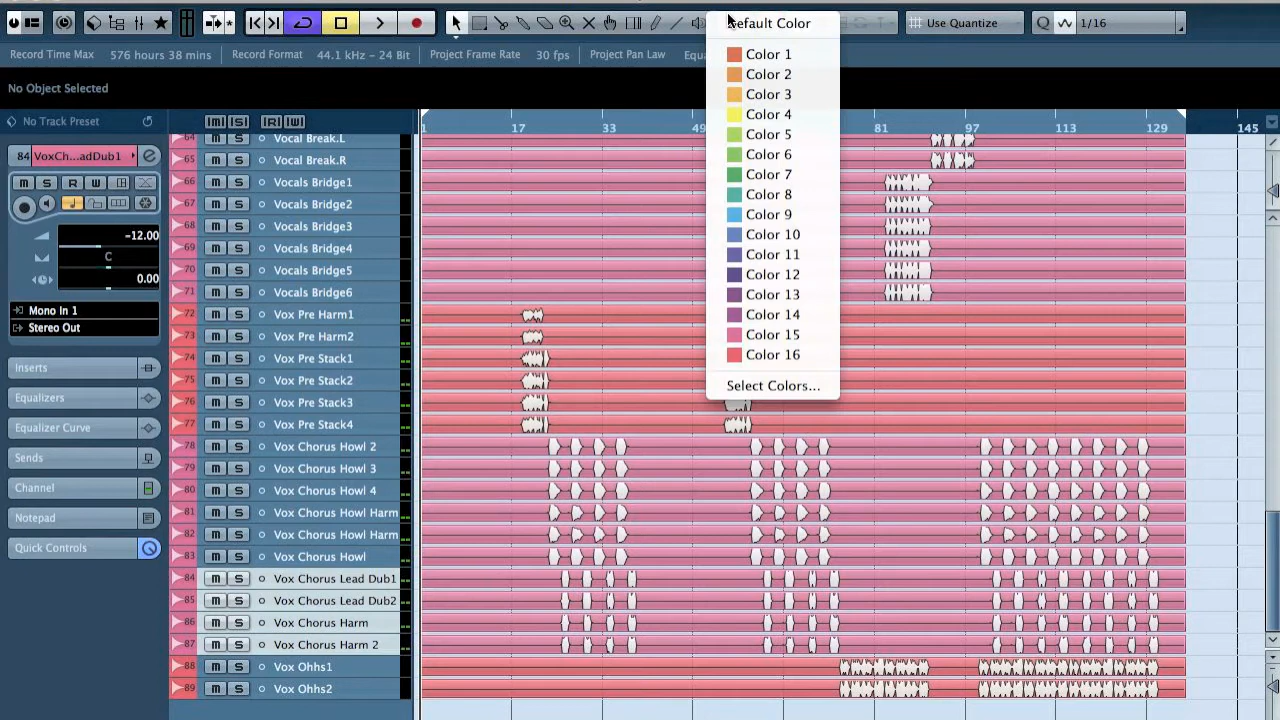 Default Color
Use Quantize
Q
1/16
Record Time Max 576 hours 38 mins
Record Format 44.1 kHz - 24 Bit
Project Frame Rate 30 fps
Project Pan Law Equa
Color 1
Color 2
Color 3
Color 4
Color 5
Color 6
Color 7
Color 8
Color 9
Color 10
Color 11
Color 12
Color 13
Color 14
Color 15
Color 16
Select Colors...
No Object Selected
No Track Preset
M S R W
1 17 33 49 81 97 113 129 145
84 VoxCh...adDub1
M S R W
-12.00
C
0.00
Mono In 1
Stereo Out
Inserts
Equalizers
Equalizer Curve
Sends
Channel
Notepad
Quick Controls
64 m S Vocal Break.L
65 m S Vocal Break.R
66 m S Vocals Bridge1
67 m S Vocals Bridge2
68 m S Vocals Bridge3
69 m S Vocals Bridge4
70 m S Vocals Bridge5
71 m S Vocals Bridge6
72 m S Vox Pre Harm1
73 m S Vox Pre Harm2
74 m S Vox Pre Stack1
75 m S Vox Pre Stack2
76 m S Vox Pre Stack3
77 m S Vox Pre Stack4
78 m S Vox Chorus Howl 2
79 m S Vox Chorus Howl 3
80 m S Vox Chorus Howl 4
81 m S Vox Chorus Howl Harm
82 m S Vox Chorus Howl Harm
83 m S Vox Chorus Howl
84 m S Vox Chorus Lead Dub1
85 m S Vox Chorus Lead Dub2
86 m S Vox Chorus Harm
87 m S Vox Chorus Harm 2
88 m S Vox Ohhs1
89 m S Vox Ohhs2